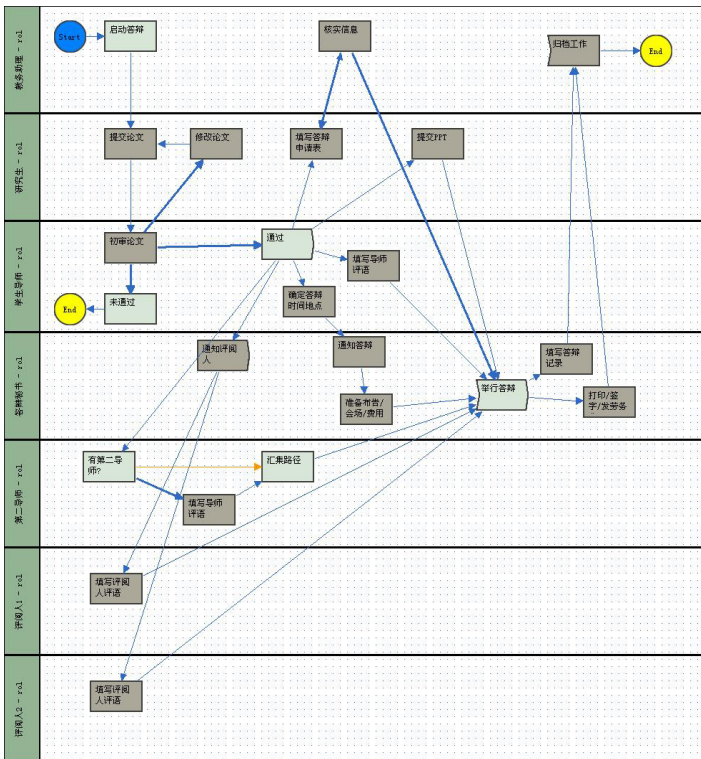 教务助理 - rol
Start
启动答辩
核实信息
归档工作
End
研究生 - rol
提交论文
修改论文
填写答辩
申请表
提交PPT
学生导师 - rol
初审论文
通过
填写导师
评语
End
未通过
确定答辩
时间地点
答辩秘书 - rol
通知评阅
人
通知答辩
准备布告/
会场/费用
举行答辩
填写答辩
记录
打印/签
字/发劳务
第二导师 - rol
有第二导
师?
汇集路径
填写导师
评语
评阅人1 - rol
填写评阅
人评语
评阅人2 - rol
填写评阅
人评语